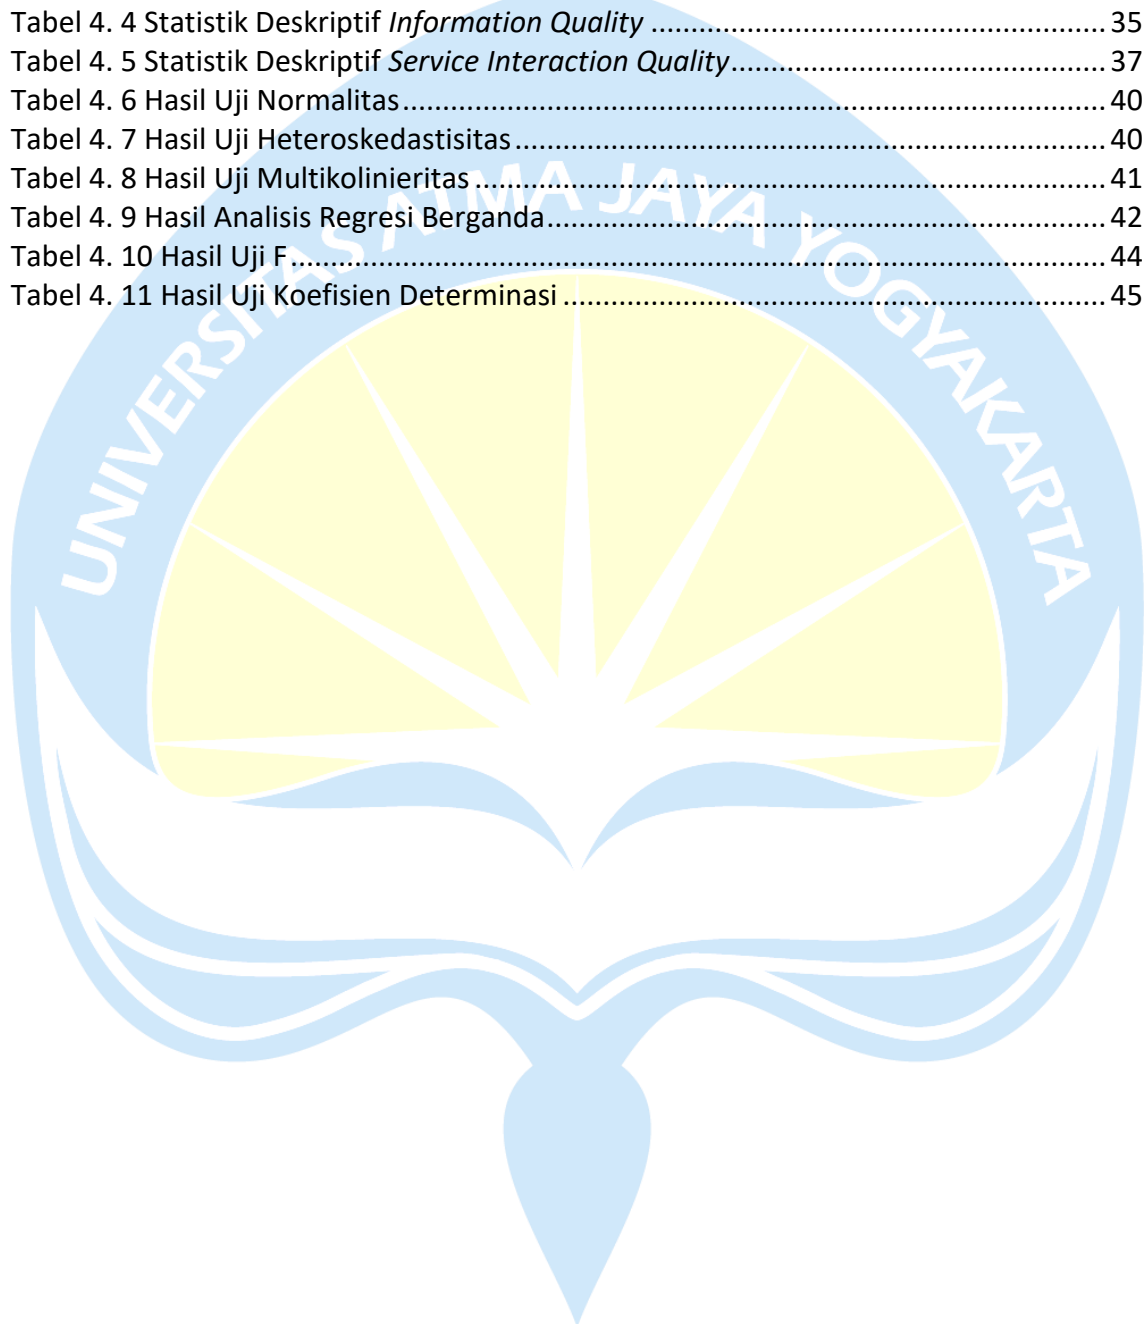 Tabel 4. 4 Statistik Deskriptif Information Quality ........................................................ 35
Tabel 4. 5 Statistik Deskriptif Service Interaction Quality .............................................. 37
Tabel 4. 6 Hasil Uji Normalitas ...................................................................................... 40
Tabel 4. 7 Hasil Uji Heteroskedastisitas ......................................................................... 40
Tabel 4. 8 Hasil Uji Multikolinieritas .............................................................................. 41
Tabel 4. 9 Hasil Analisis Regresi Berganda ..................................................................... 42
Tabel 4. 10 Hasil Uji F .................................................................................................... 44
Tabel 4. 11 Hasil Uji Koefisien Determinasi ................................................................... 45
UNIVERSITAS ATMA JAYA YOGYAKARTA